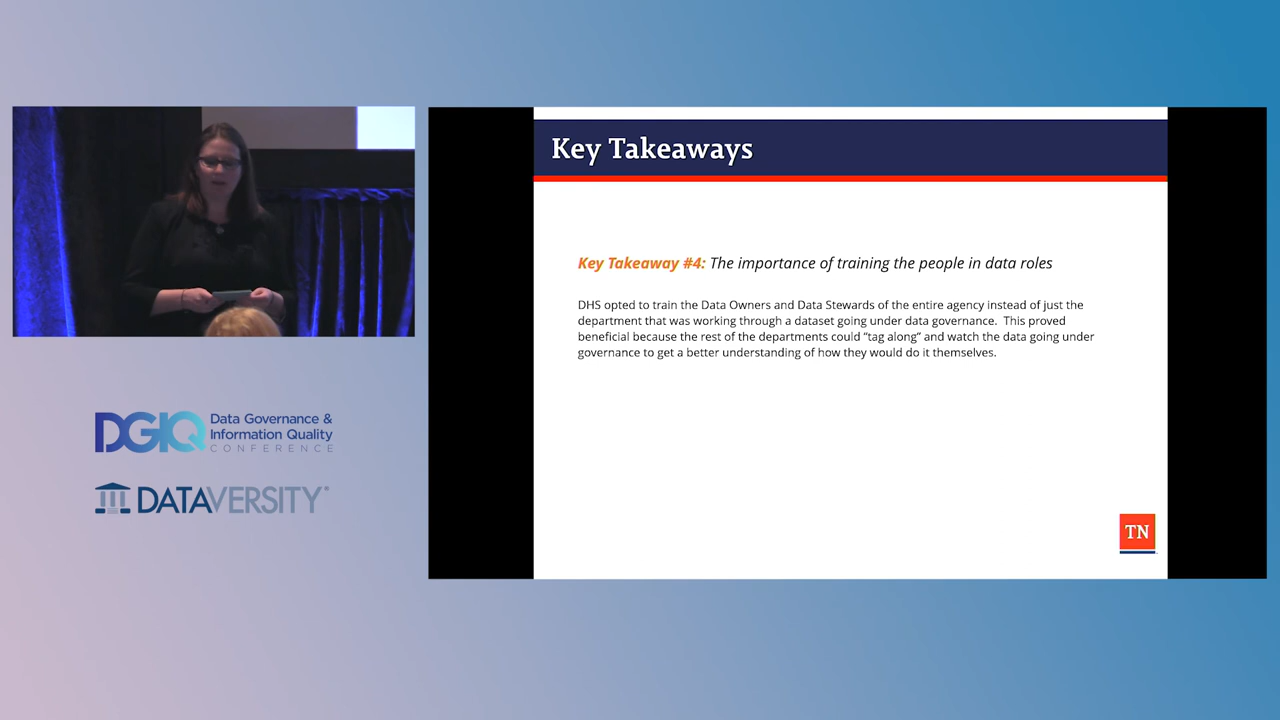 Key Takeaways
Key Takeaway #4: The importance of training the people in data roles
DHS opted to train the Data Owners and Data Stewards of the entire agency instead of just the
department that was working through a dataset going under data governance.  This proved
beneficial because the rest of the departments could “tag along” and watch the data going under
governance to get a better understanding of how they would do it themselves.
TN
DGIQ
Data Governance &
Information Quality
CONFERENCE
DATAVERSITY